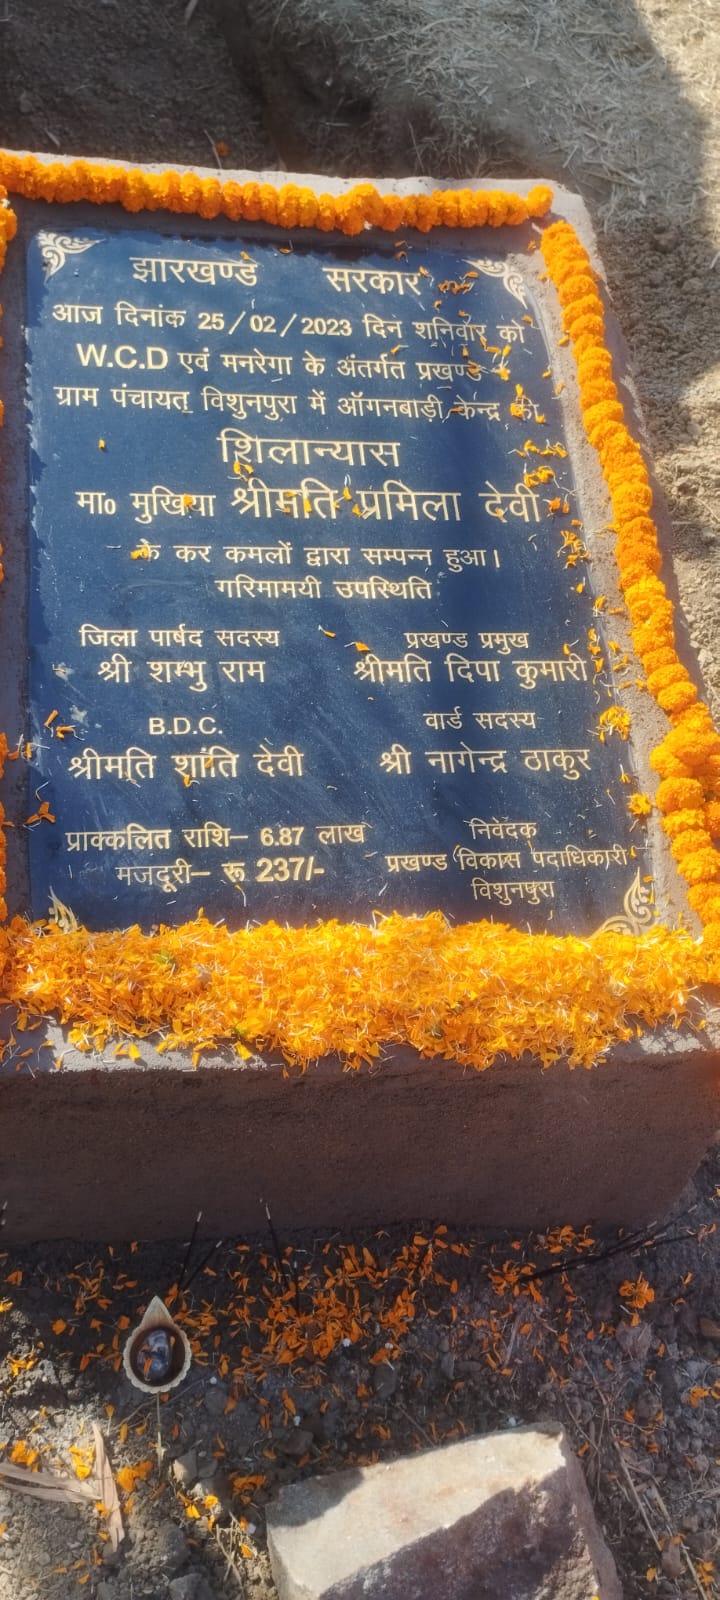 झारखण्ड सरकार
आज दिनांक 25/02/2023 दिन शनिवार को
W.C.D एवं मनरेगा के अंतर्गत प्रखण्ड
ग्राम पंचायत विशुनपुरा में ऑगनबाड़ी केन्द्र की
शिलान्यास
मा० मुखिया श्रीमति प्रमिला देवी
के कर कमलों द्वारा सम्पन्न हुआ।
गरिमामयी उपस्थिति
जिला पार्षद सदस्य
श्री शम्भु राम
प्रखण्ड प्रमुख
श्रीमति दिपा कुमारी
B.D.C.
श्रीमति शांति देवी
वार्ड सदस्य
श्री नागेन्द्र ठाकुर
प्राक्कलित राशि– 6.87 लाख
मजदूरी– रू 237/-
निवेदक
प्रखण्ड विकास पदाधिकारी
विशुनपुरा